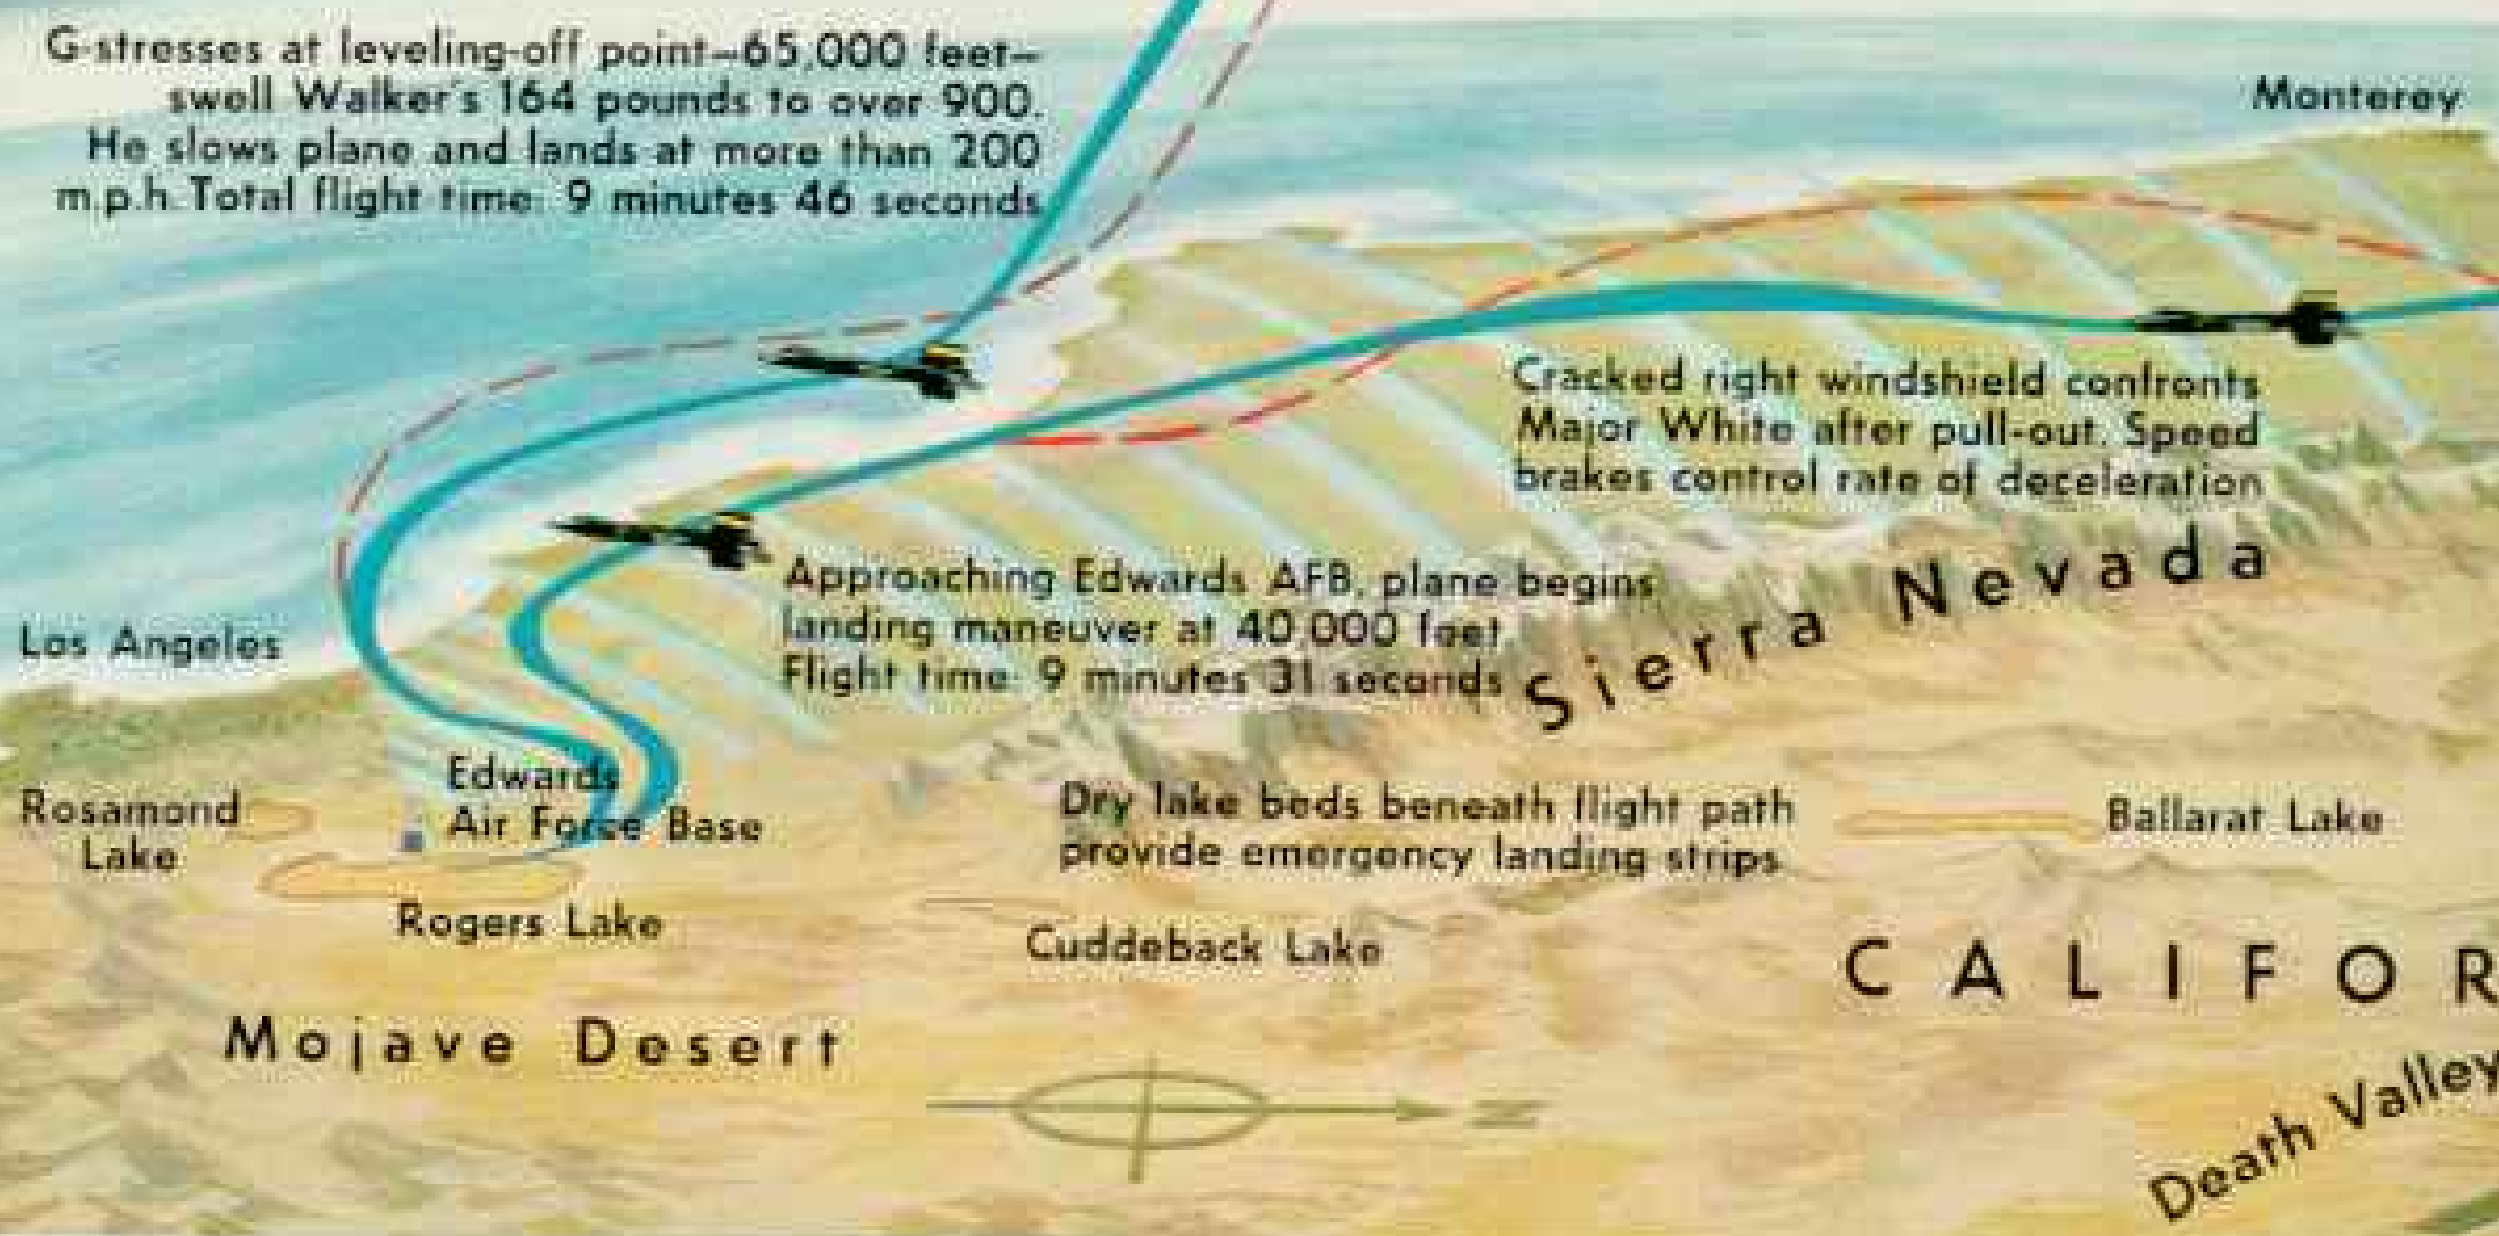 G-stresses at leveling-off point—65,000 feet—
swell Walker's 164 pounds to over 900.
He slows plane and lands at more than 200
m.p.h. Total flight time: 9 minutes 46 seconds
Monterey
Cracked right windshield confronts
Major White after pull-out. Speed
brakes control rate of deceleration
Approaching Edwards AFB, plane begins
landing maneuver at 40,000 feet
Flight time: 9 minutes 31 seconds
Sierra Nevada
Los Angeles
Edwards
Air Force Base
Rosamond
Lake
Rogers Lake
Dry lake beds beneath flight path
provide emergency landing strips
Ballarat Lake
Cuddeback Lake
CALIFOR
Mojave Desert
Death Valley
N